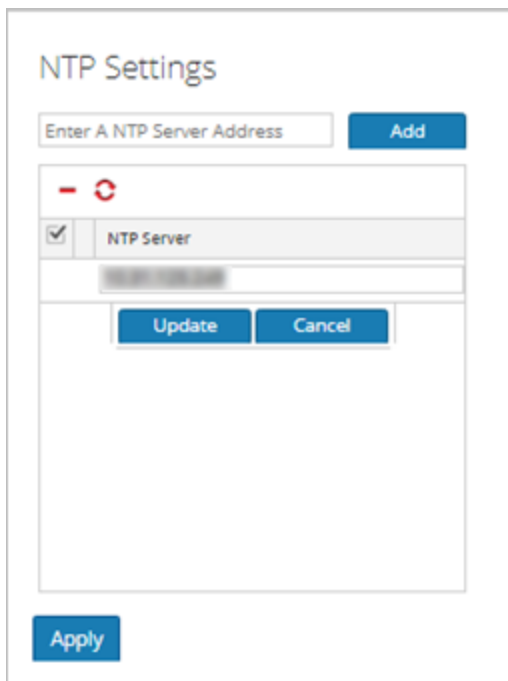 NTP Settings
Enter A NTP Server Address Add
NTP Server
Update Cancel
Apply